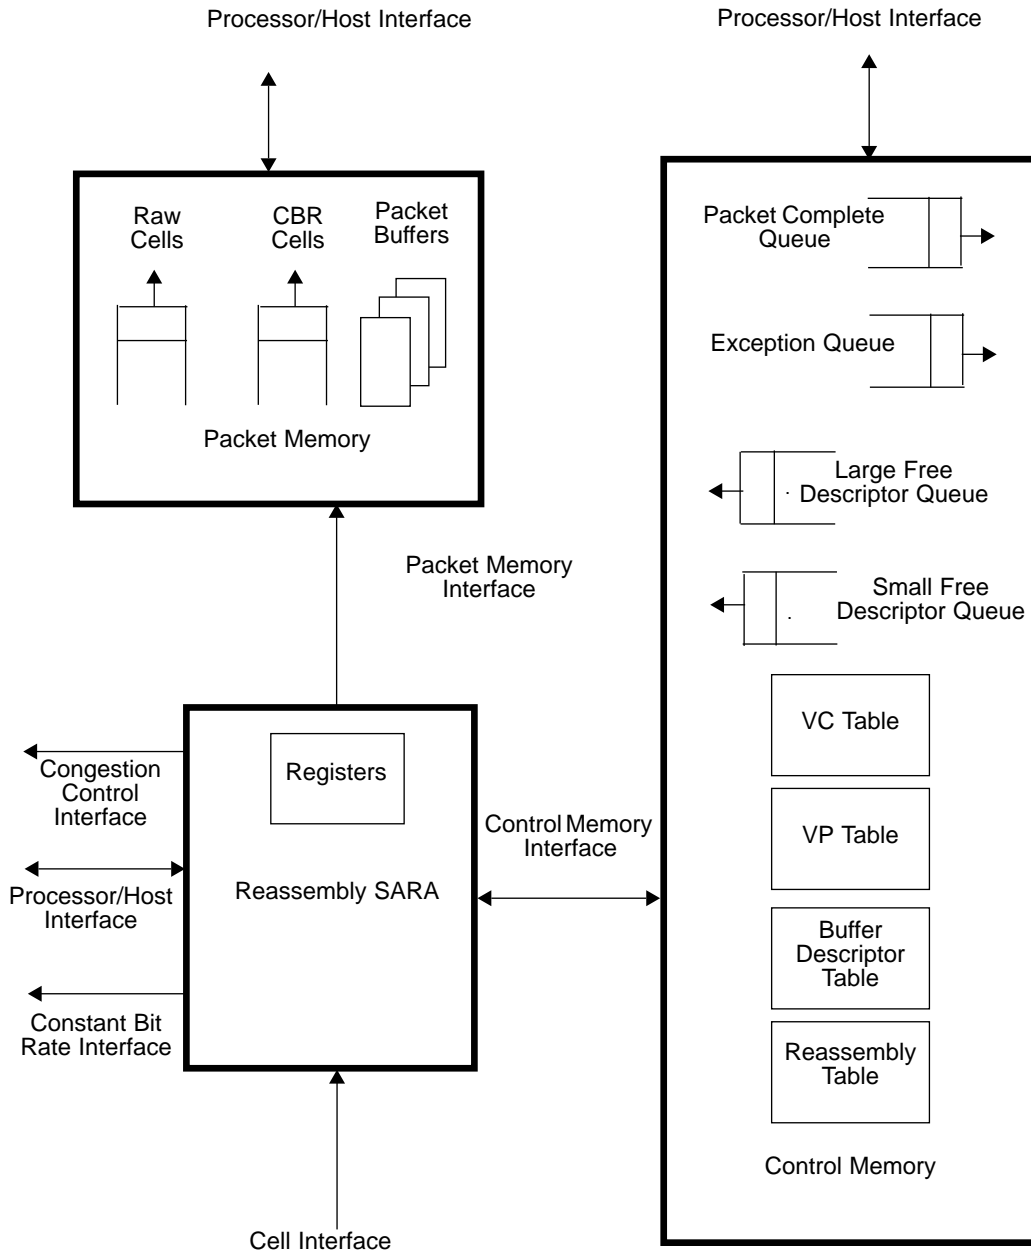 Processor/Host Interface
Processor/Host Interface
Raw
Cells
CBR
Cells
Packet
Buffers
Packet Memory
Packet Complete
Queue
Exception Queue
Large Free
Descriptor Queue
Small Free
Descriptor Queue
Packet Memory
Interface
VC Table
VP Table
Buffer
Descriptor
Table
Reassembly
Table
Control Memory
Registers
Reassembly SARA
Congestion
Control
Interface
Processor/Host
Interface
Constant Bit
Rate Interface
Control Memory
Interface
Cell Interface